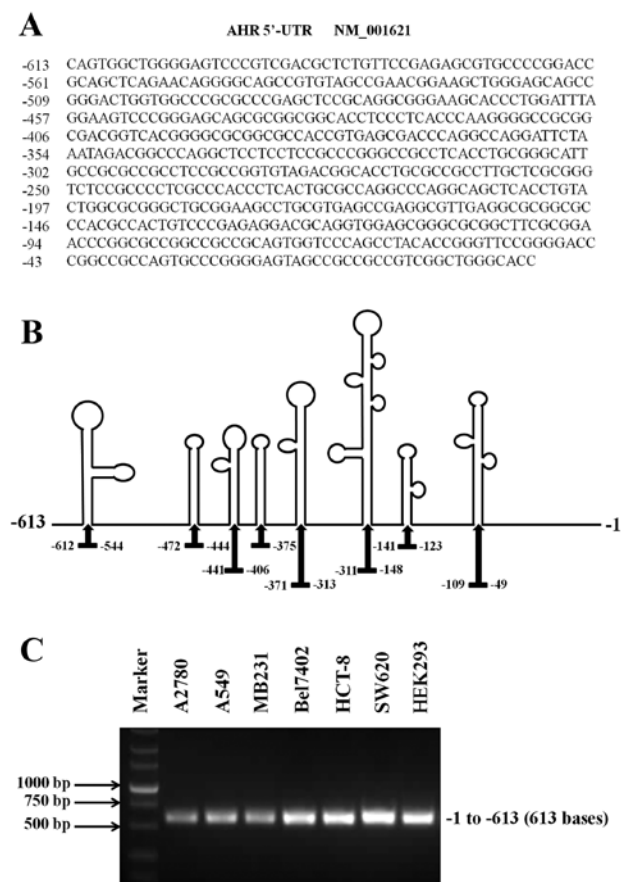 A
AHR 5'-UTR NM_001621
-613 CAGTGGCTGGGGAGTCCCGTCGACGCTCTGTTCCGAGAGCGTGCCCCGGACC
-561 GCAGCTCAGAACAGGGGCAGCCGTGTAGCCGAACGGAAGCTGGGAGCAGCC
-509 GGGACTGGTGGCCCGCGCCCGAGCTCCGCAGGCGGGAAGCACCCTGGATTTA
-457 GGAAGTCCCGGGAGCAGCGCGGCGGCACCTCCCTCACCCAAGGGGCCGCGG
-406 CGACGGTCACGGGGCGCGGCGCCACCGTGAGCGACCCAGGCCAGGATTCTA
-354 AATAGACGGCCCAGGCTCCTCCTCCGCCCGGGCCGCCTCACCTGCGGGCATT
-302 GCCGCGCCGCCTCCGCCGGTGTAGACGGCACCTGCGCCGCCTTGCTCGCGGG
-250 TCTCCGCCCCTCGCCCACCCTCACTGCGCCAGGCCCAGGCAGCTCACCTGTA
-197 CTGGCGCGGGCTGCGGAAGCCTGCGTGAGCCGAGGCGTTGAGGCGCGGCGC
-146 CCACGCCACTGTCCCGAGAGGACGCAGGTGGAGCGGGCGCGGCTTCGCGGA
-94 ACCCGGCGCCGGCCGCCGCAGTGGTCCCAGCCTACACCGGGTTCCGGGGACC
-43 CGGCCGCCAGTGCCCGGGGAGTAGCCGCCGCCGTCGGCTGGGCACC
B
-613 -1
-612 -544 -472 -444 -375 -141 -123
-441 -406 -311 -148
-371 -313 -109 -49
C
Marker A2780 A549 MB231 Bel7402 HCT-8 SW620 HEK293
1000 bp
750 bp
500 bp
-1 to -613 (613 bases)